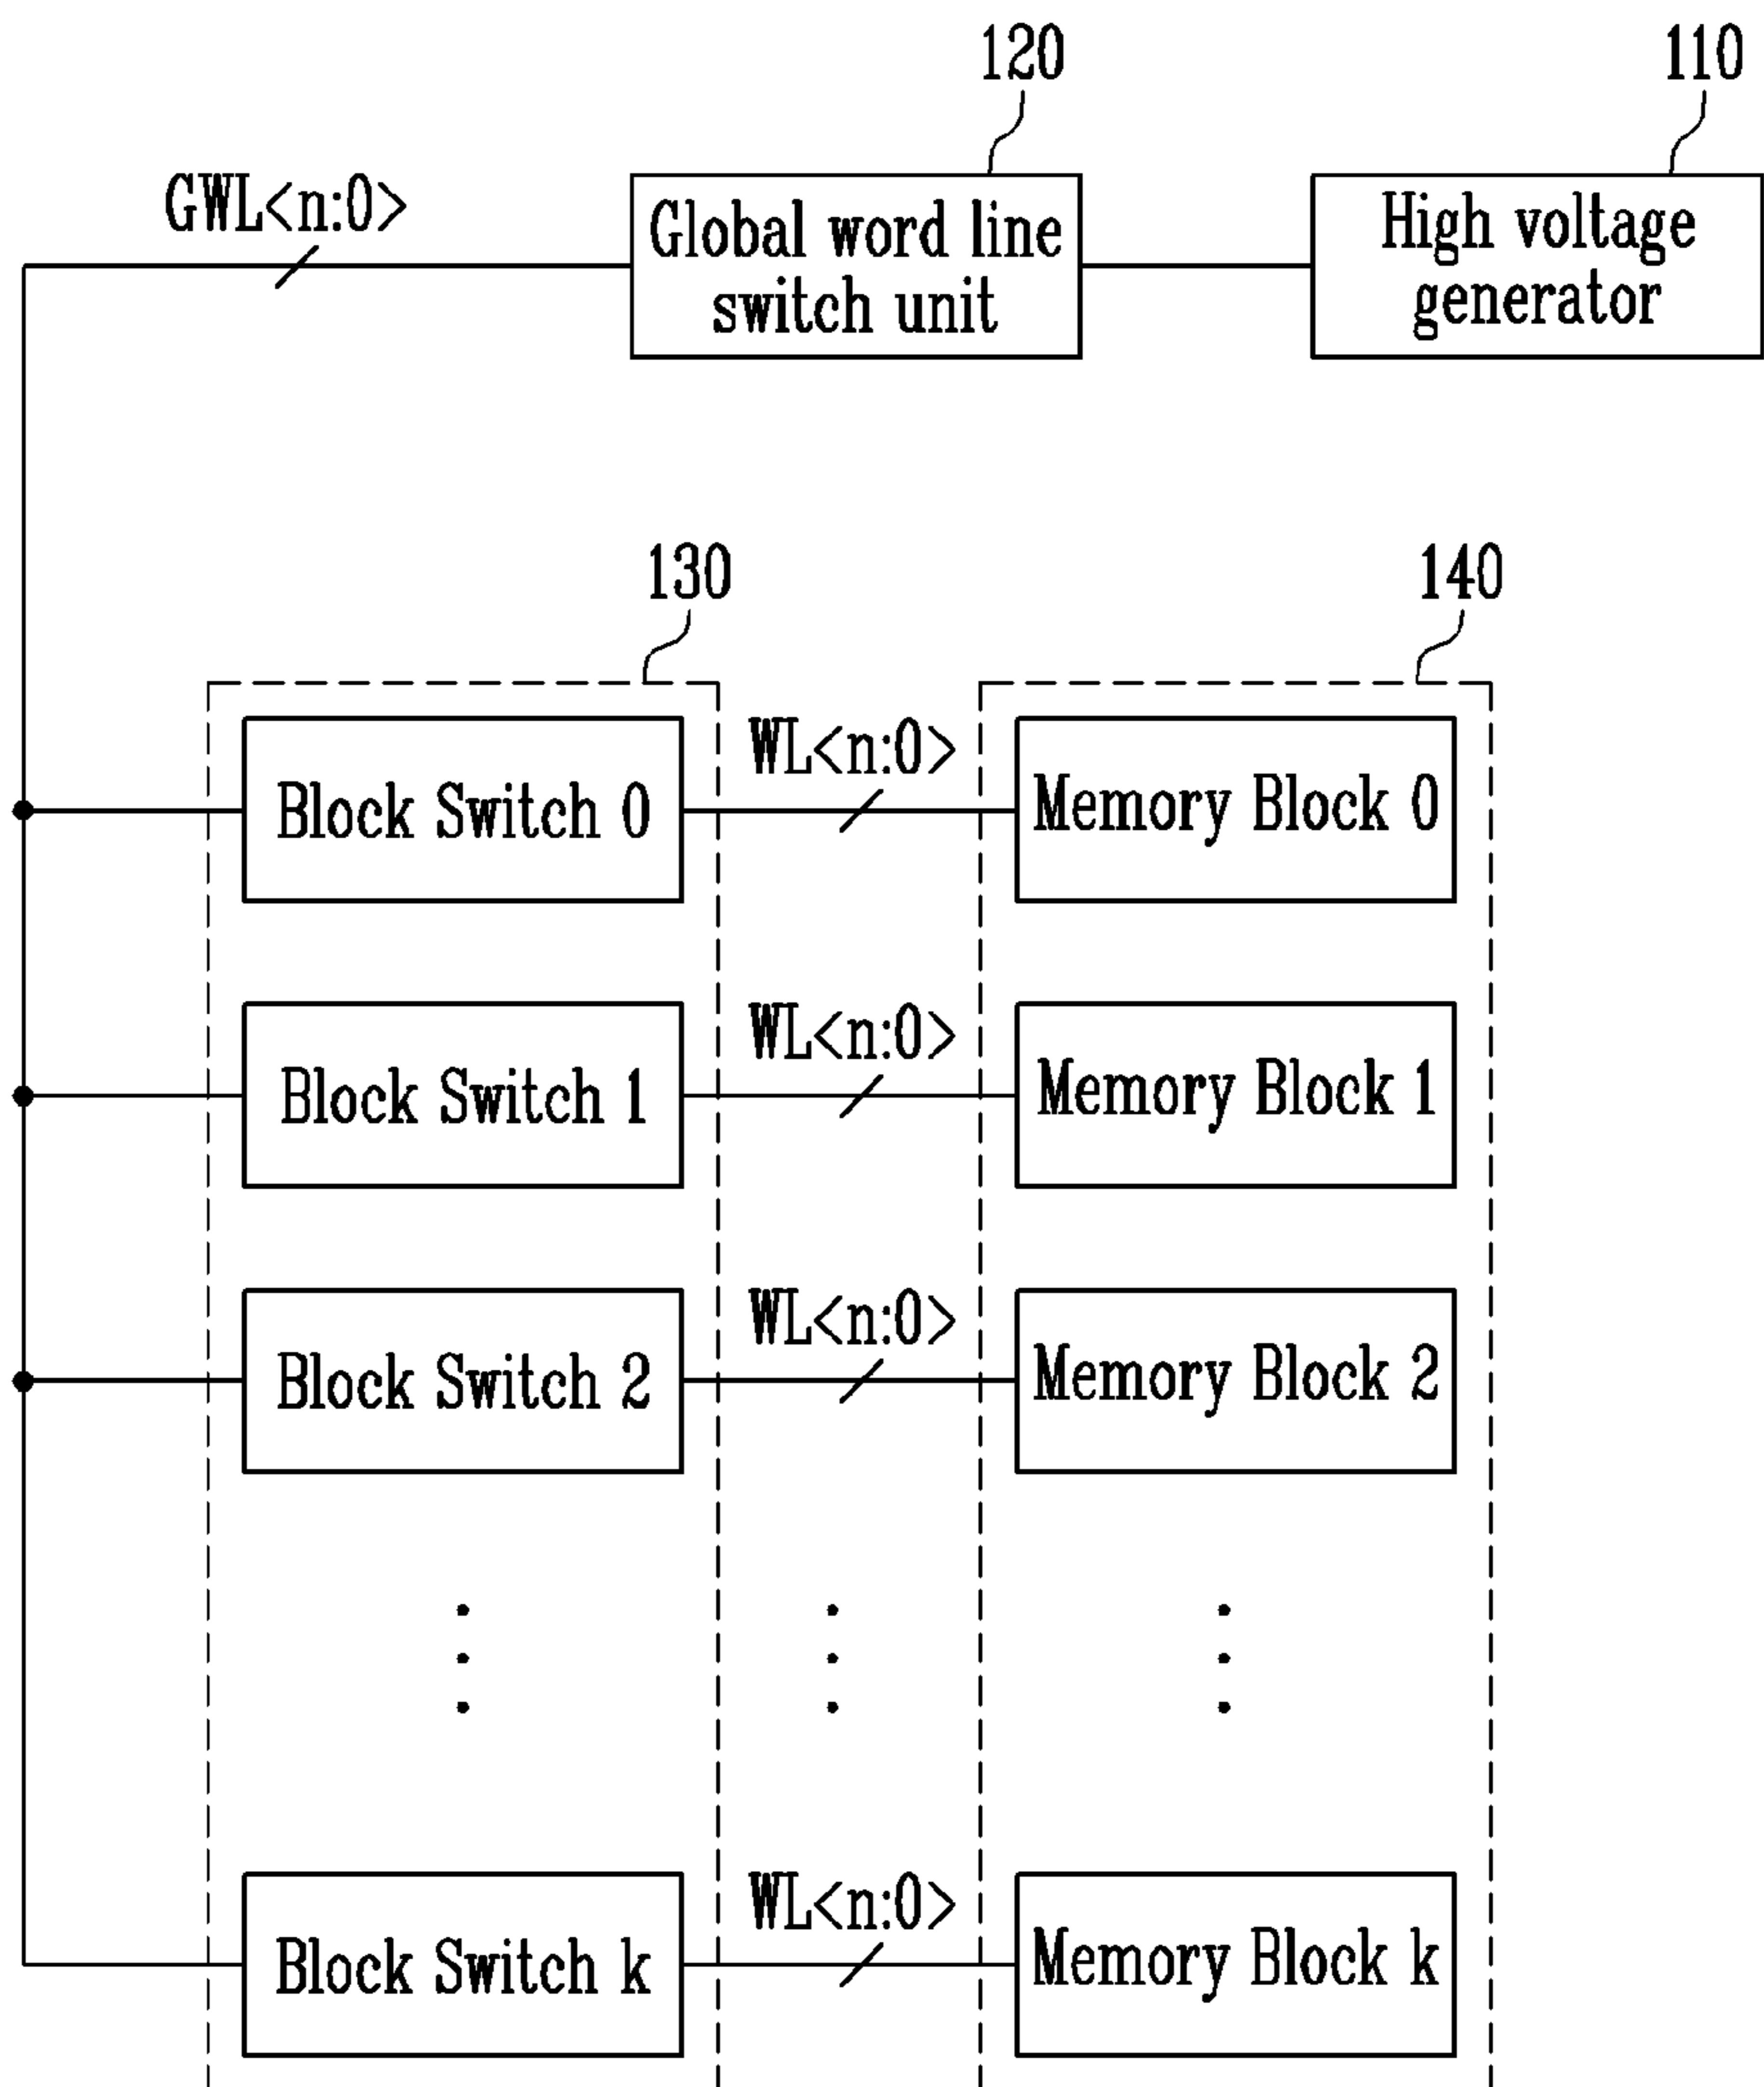 120
110
GWL<n:0>
Global word line
switch unit
High voltage
generator
130
140
Block Switch 0
WL<n:0>
Memory Block 0
Block Switch 1
WL<n:0>
Memory Block 1
Block Switch 2
WL<n:0>
Memory Block 2
Block Switch k
WL<n:0>
Memory Block k